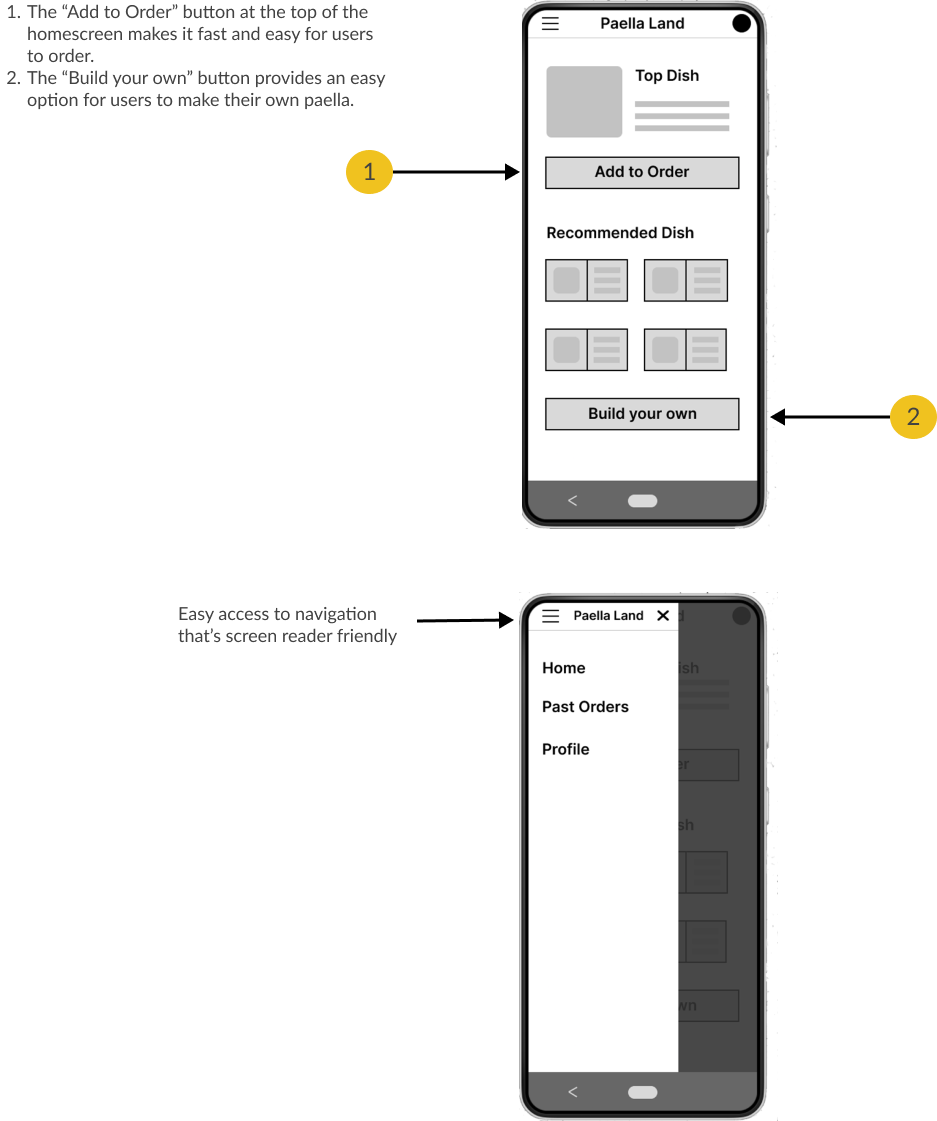 1. The “Add to Order” button at the top of the
homescreen makes it fast and easy for users
to order.
2. The “Build your own” button provides an easy
option for users to make their own paella.
Paella Land
Top Dish
1
Add to Order
Recommended Dish
Build your own
2
<
Easy access to navigation
that’s screen reader friendly
Paella Land ✕ d
Home
ish
Past Orders
Profile
er
sh
wn
<